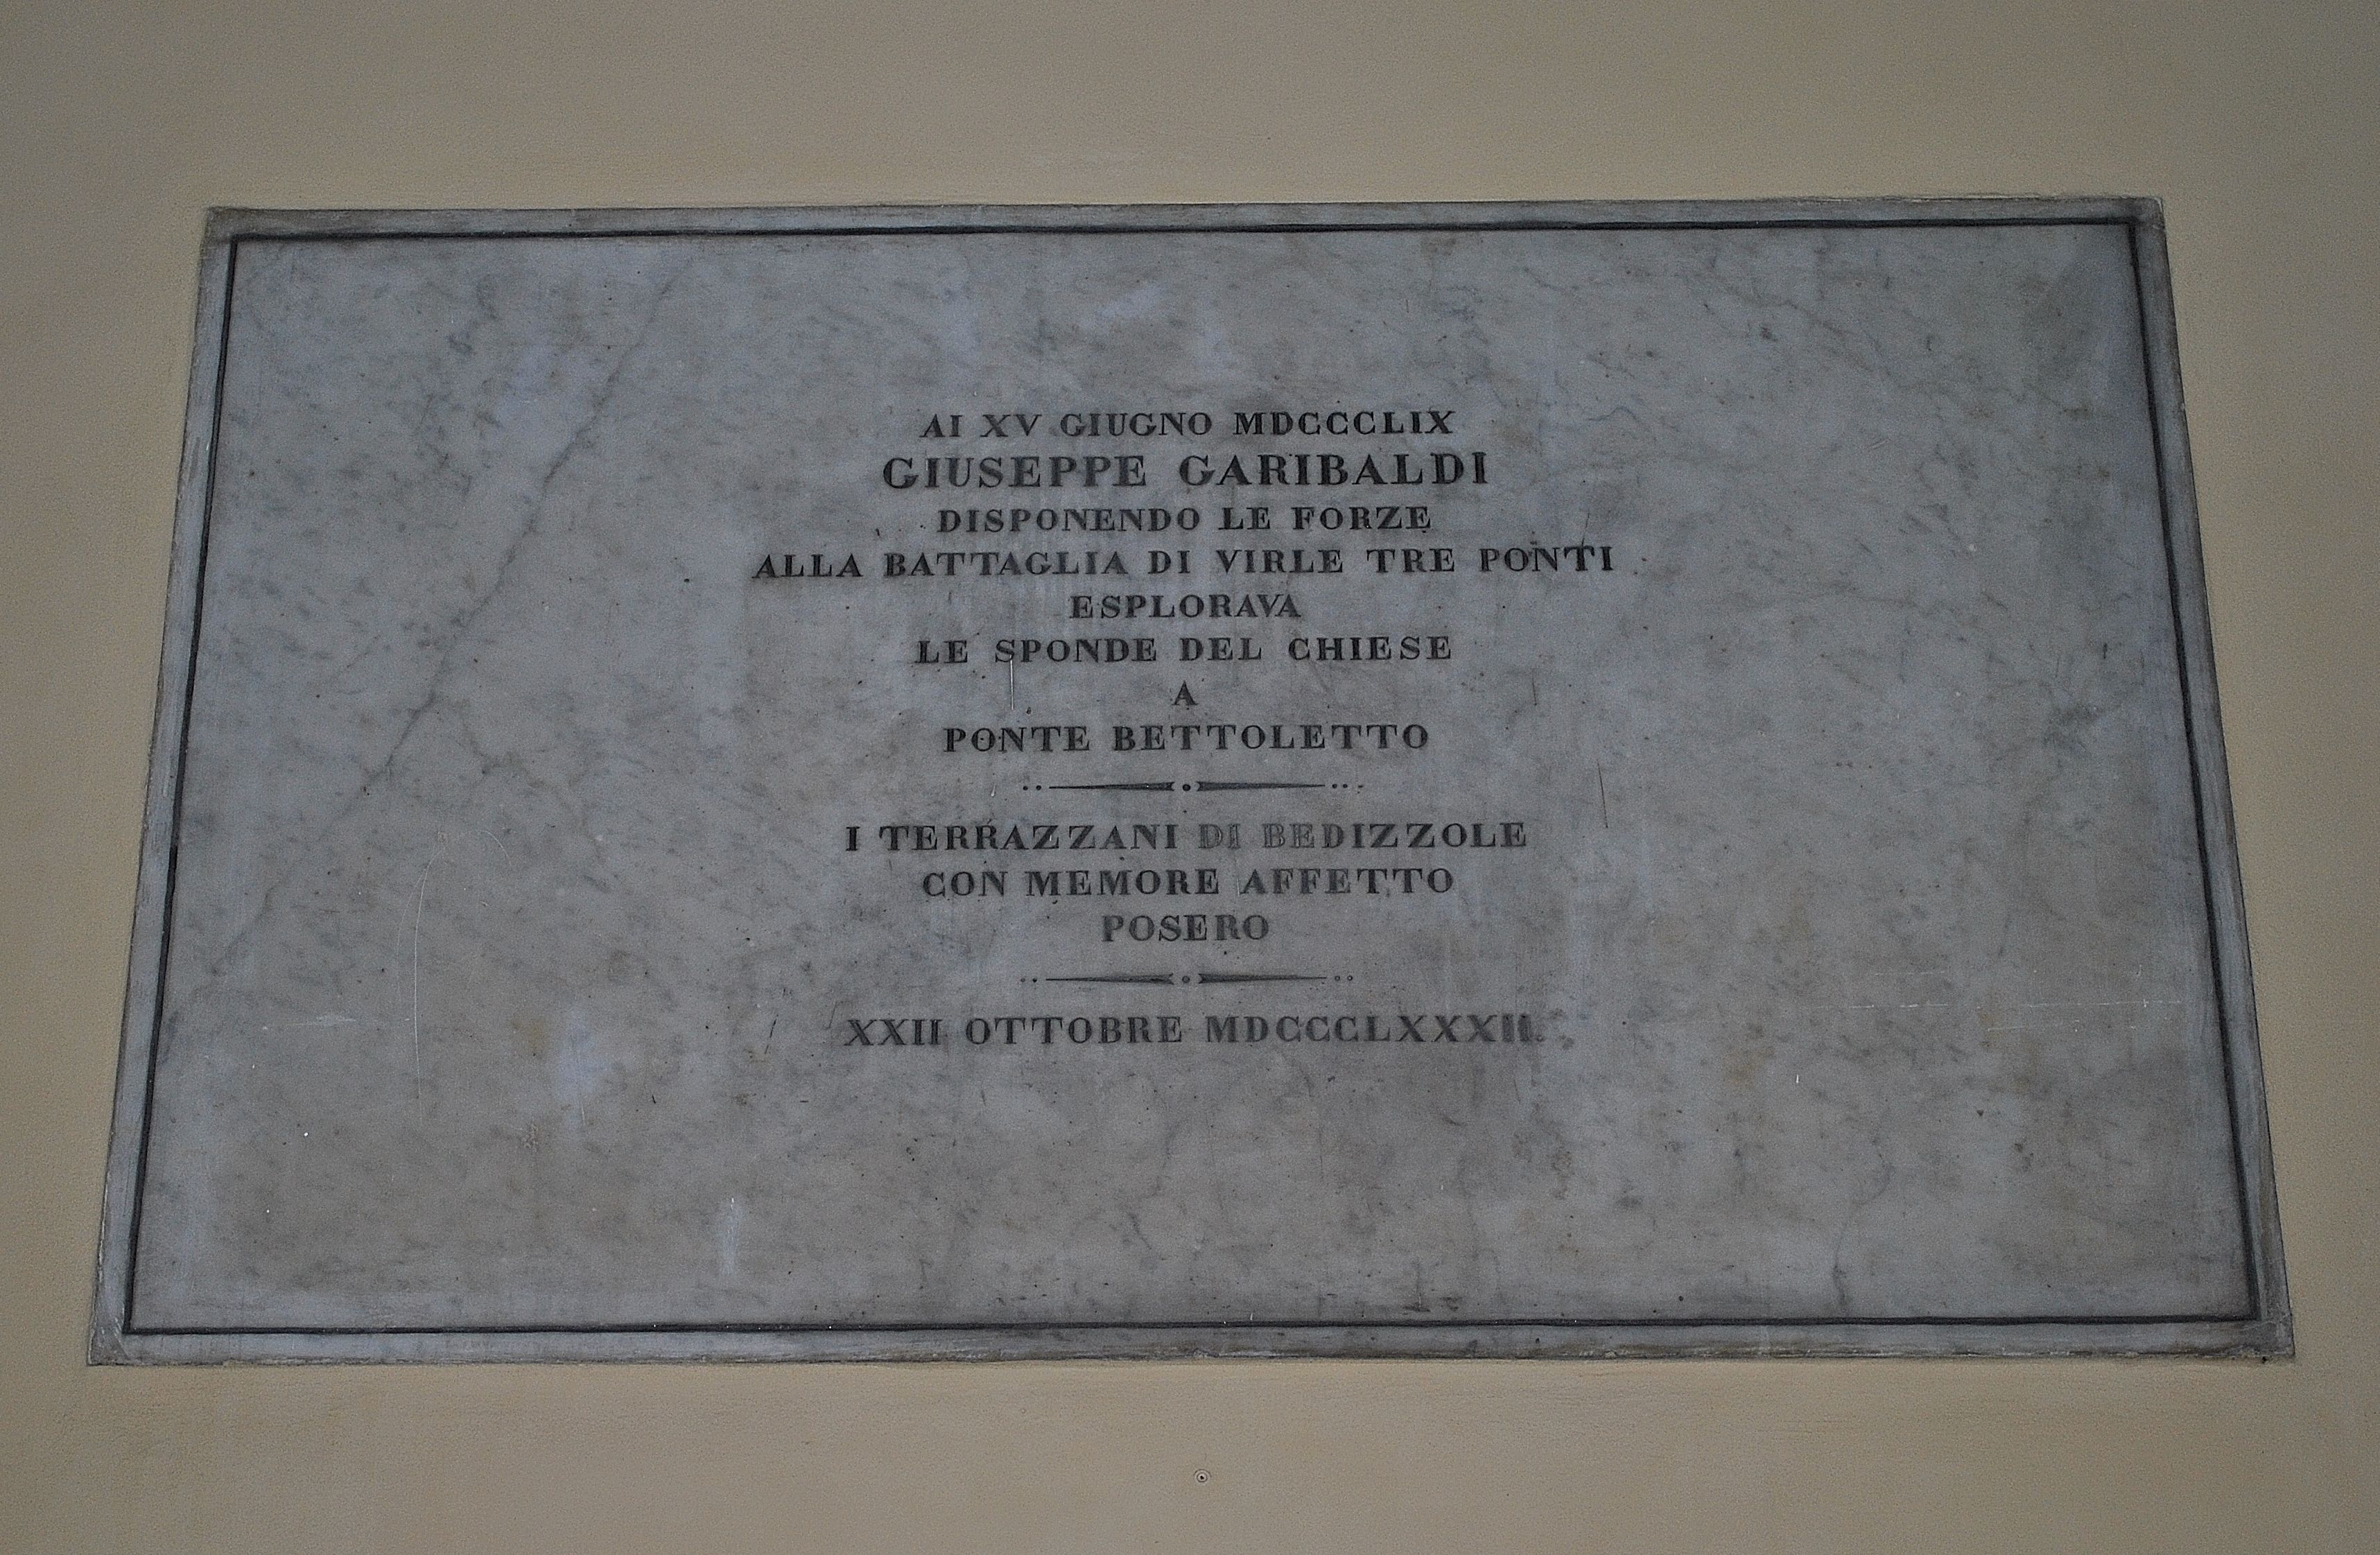 AI XV GIUGNO MDCCCLIX
GIUSEPPE GARIBALDI
DISPONENDO LE FORZE
ALLA BATTAGLIA DI VIRLE TRE PONTI
ESPLORAVA
LE SPONDE DEL CHIESE
A
PONTE BETTOLETTO
I TERRAZZANI DI BEDIZZOLE
CON MEMORE AFFETTO
POSERO
XXII OTTOBRE MDCCCLXXXII.